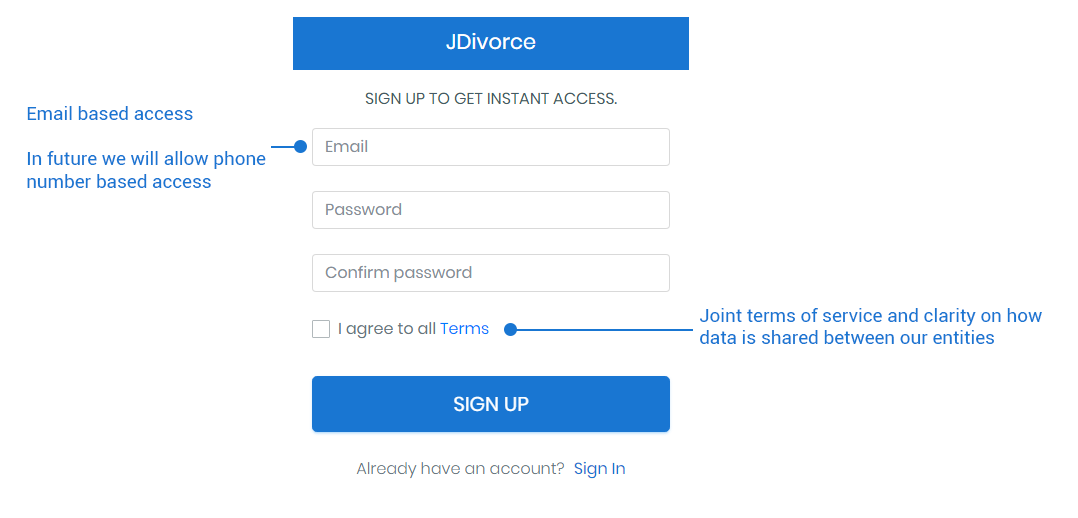 JDivorce
SIGN UP TO GET INSTANT ACCESS.
Email based access
In future we will allow phone
number based access
Email
Password
Confirm password
I agree to all Terms
Joint terms of service and clarity on how
data is shared between our entities
SIGN UP
Already have an account? Sign In